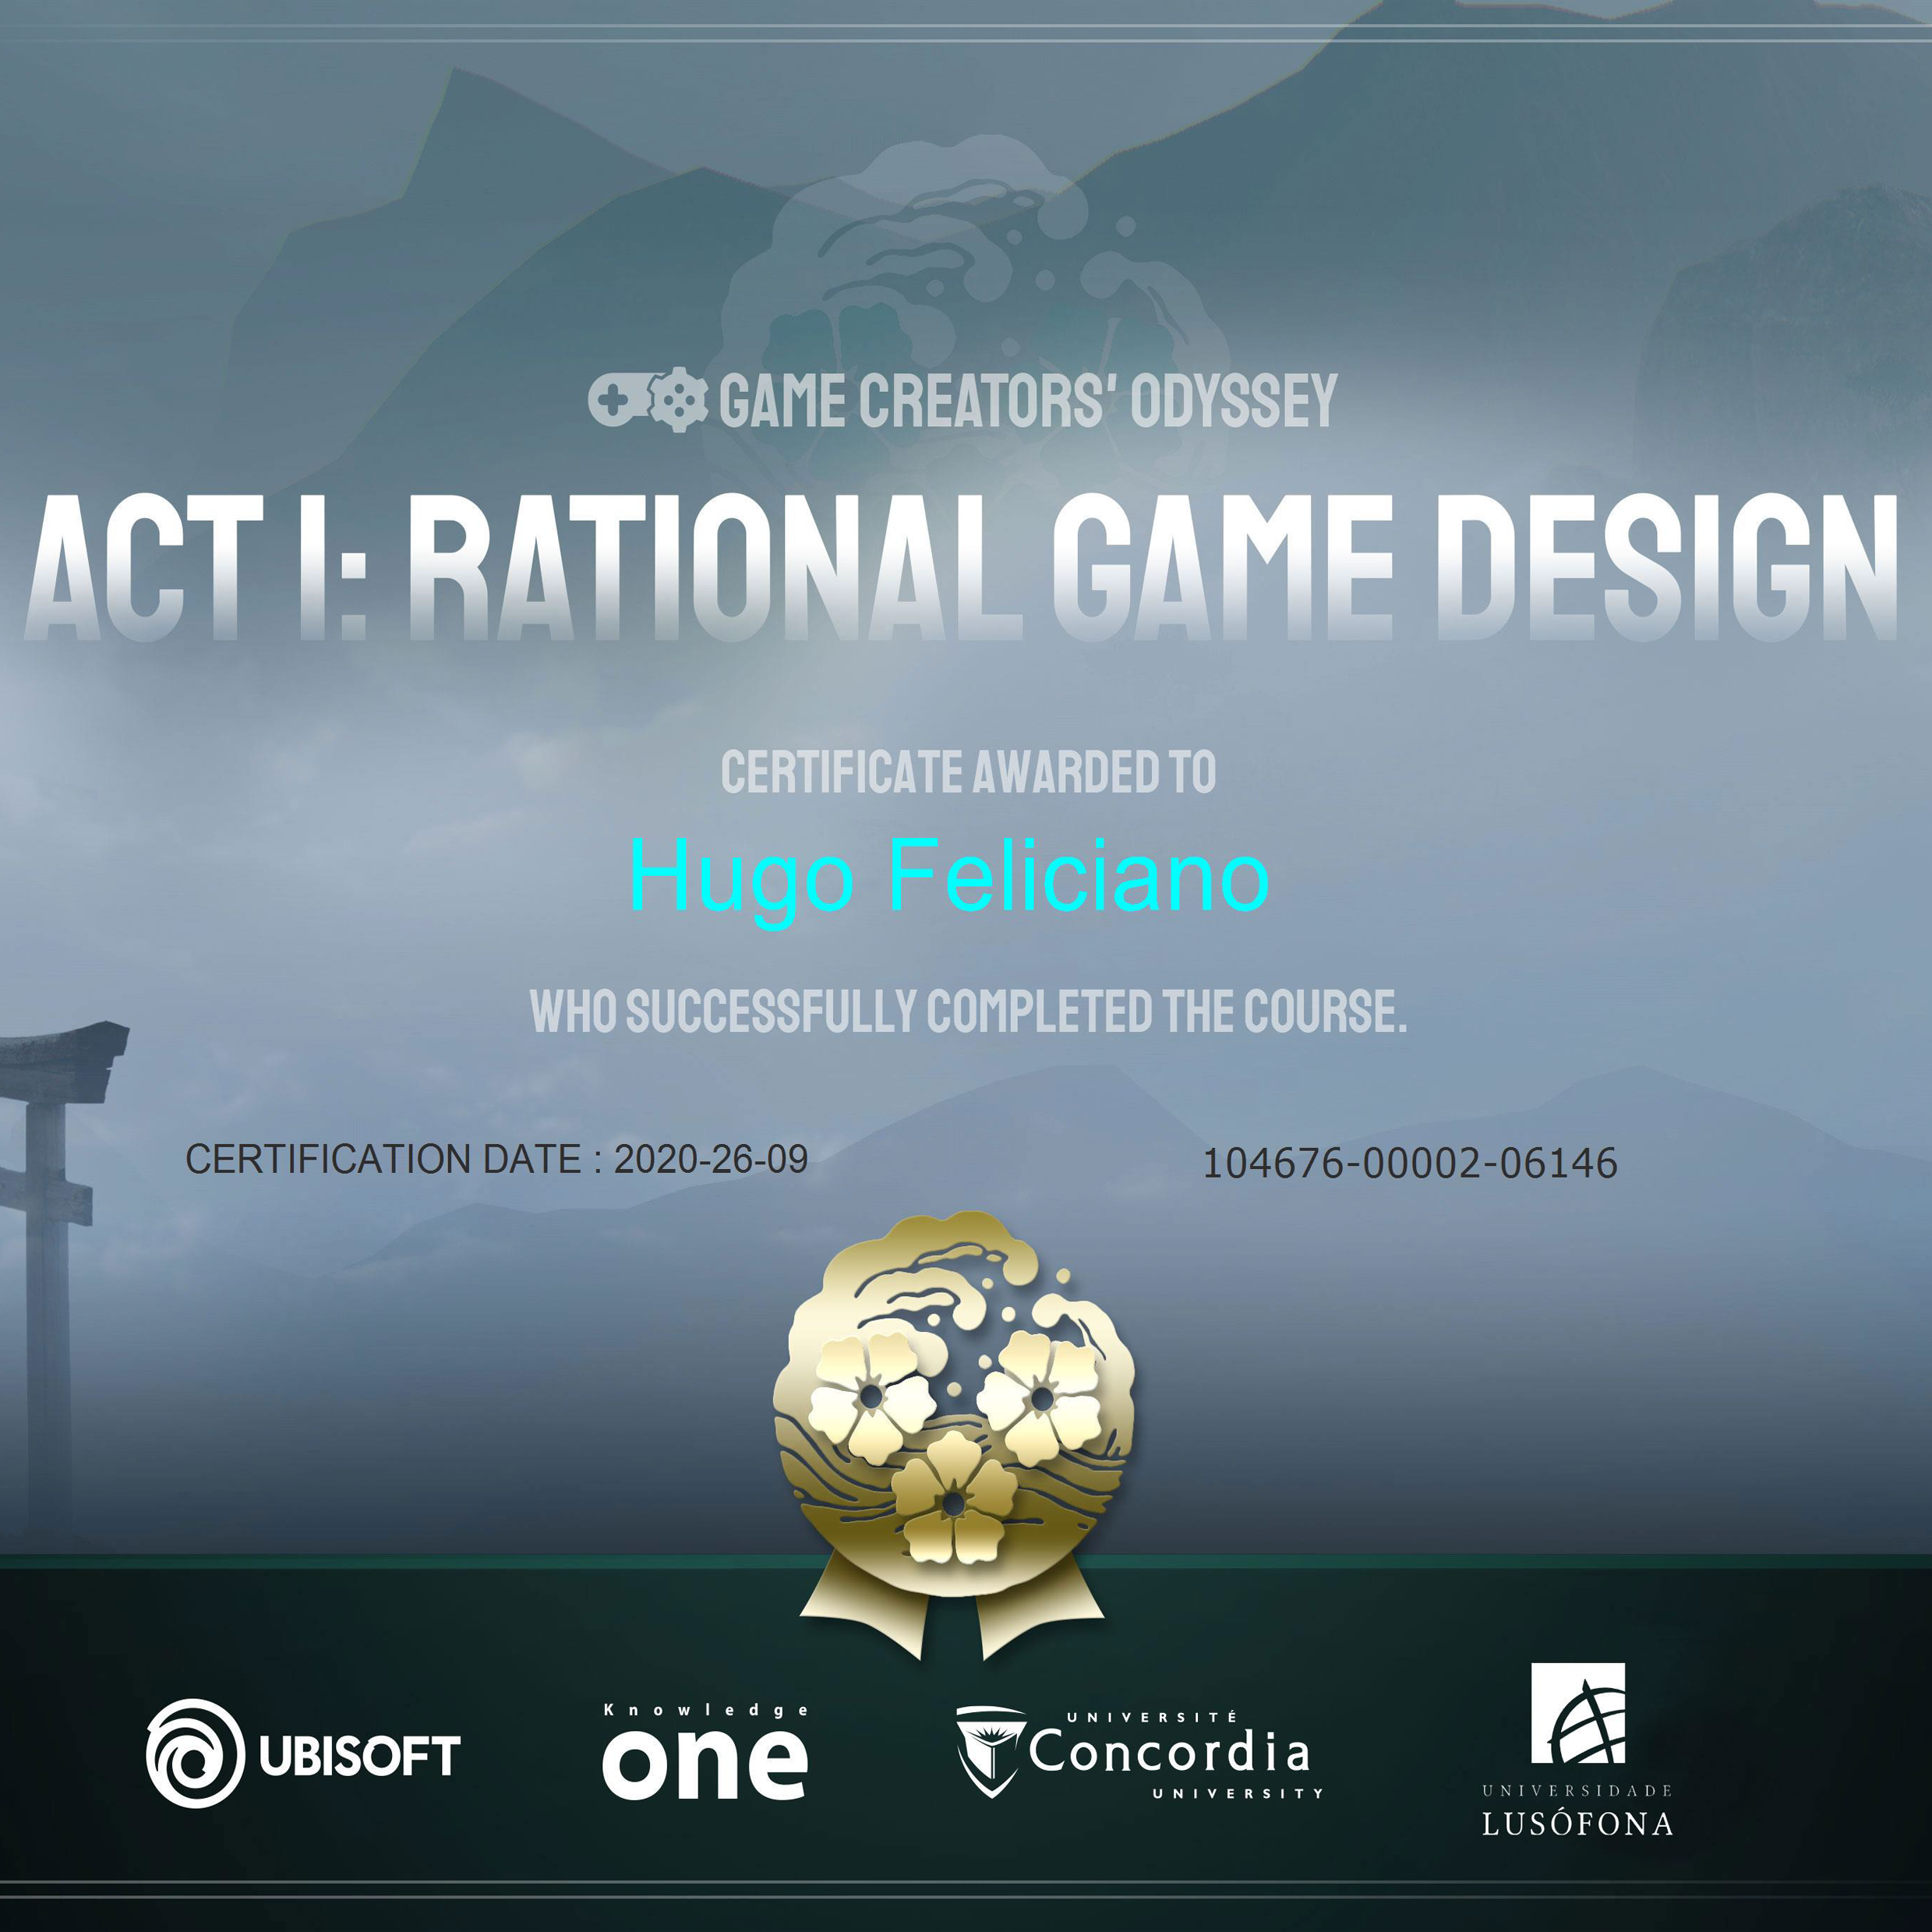 GAME CREATORS' ODYSSEY
ACT I: RATIONAL GAME DESIGN
CERTIFICATE AWARDED TO
Hugo Feliciano
WHO SUCCESSFULLY COMPLETED THE COURSE.
CERTIFICATION DATE : 2020-26-09
104676-00002-06146
UBISOFT
Knowledge
one
UNIVERSITÉ
Concordia
UNIVERSITY
UNIVERSIDADE
LUSÓFONA